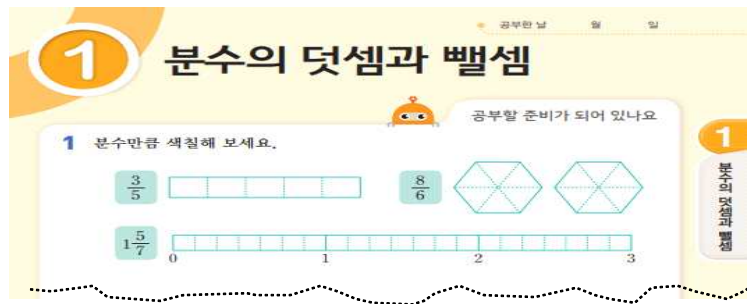 공부한 날 월 일
1 분수의 덧셈과 뺄셈
공부할 준비가 되어 있나요
1 분수만큼 색칠해 보세요.
3/5
8/6
1 5/7
0 1 2 3
1
분수의 덧셈과 뺄셈